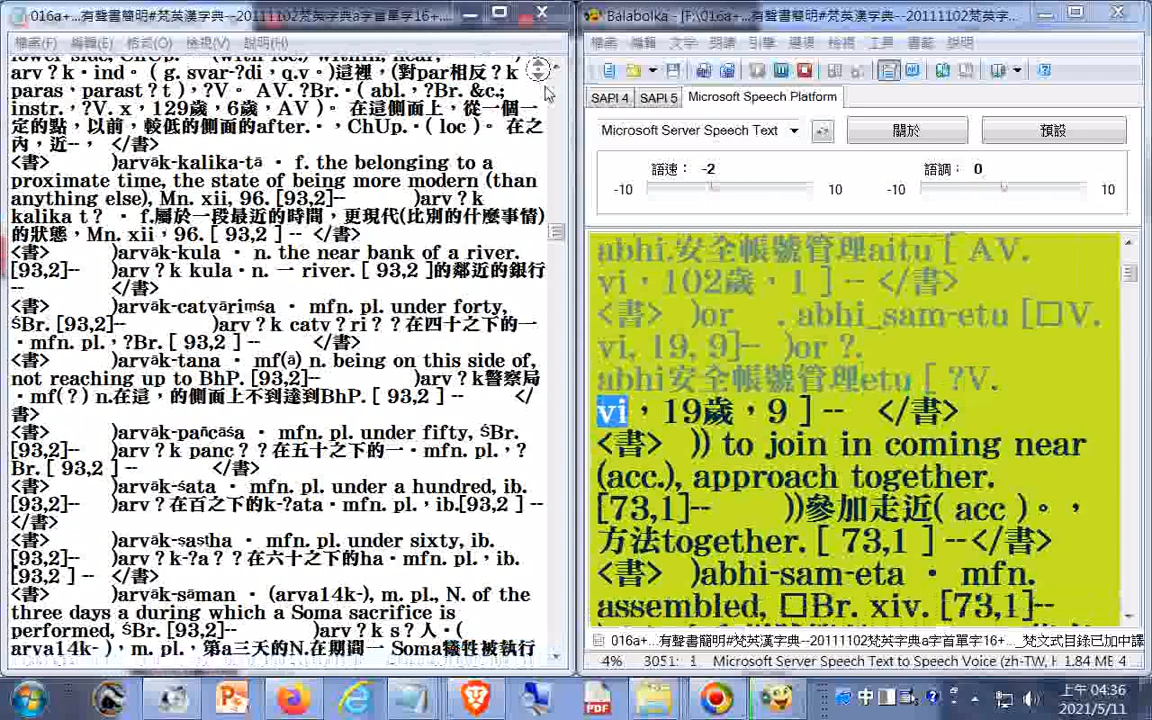 016a+...有聲書簡明#梵英漢字典--20111102梵英字典a字首單字16+...
檔案(F) 編輯(E) 格式(O) 檢視(V) 說明(H)
arv ? k・ind。 ( g. svar-?di , q.v。)這裡，(對par相反 ? k
paras、parast ? t )，?V。 AV. ?Br.・( abl.，?Br. &c.;
instr.，?V. x，129歲，6歲，AV )。 在這側面上，從一個一
定的點，以前，較低的側面的after.・，ChUp.・( loc )。 在之
內，近--， </書>
<書> )arvāk-kalika-tā ・ f. the belonging to a
proximate time, the state of being more modern (than
anything else), Mn. xii, 96. [93,2]-- )arv ? k
kalika t ? ・ f.屬於一段最近的時間，更現代(比別的什麼事情)
的狀態，Mn. xii，96. [ 93,2 ] -- </書>
<書> )arvāk-kula ・ n. the near bank of a river.
[93,2]-- )arv ? k kula・n. 一 river. [ 93,2 ]的鄰近的銀行
-- </書>
<書> )arvāk-catvāriṃśa ・ mfn. pl. under forty,
ŚBr. [93,2]-- )arv ? k catv ? ri ? ? 在四十之下的一
・mfn. pl.，?Br. [ 93,2 ] -- </書>
<書> )arvāk-tana ・ mf(ā) n. being on this side of,
not reaching up to BhP. [93,2]-- )arv ? k警察局
・mf( ? ) n.在這，的側面上不到達到BhP. [ 93,2 ] -- </
書>
<書> )arvāk-pañcāśa ・ mfn. pl. under fifty, ŚBr.
[93,2]-- )arv ? k panc ? ? 在五十之下的一・mfn. pl.，?
Br. [ 93,2 ] -- </書>
<書> )arvāk-śata ・ mfn. pl. under a hundred, ib.
[93,2]-- )arv ? 在百之下的k-?ata・mfn. pl.，ib.[93,2 ] --
</書>
<書> )arvāk-ṣaṣṭha ・ mfn. pl. under sixty, ib.
[93,2]-- )arv ? k-?a ? ? 在六十之下的ha・mfn. pl.，ib.
[93,2 ] -- </書>
<書> )arvāk-sāman ・ (arva14k-), m. pl., N. of the
three days a during which a Soma sacrifice is
performed, ŚBr. [93,2]-- )arv ? k s ? 人・(
arva14k- )，m. pl.，第a三天的N.在期間一 Soma犧牲被執行
Balabolka - [F:\016a+...有聲書簡明#梵英漢字典--20111102梵英字...
檔案 編輯 文字 朗讀 引擎 選項 檢視 工具 書籤 說明
SAPI 4 SAPI 5 Microsoft Speech Platform
Microsoft Server Speech Text 關於 預設
語速： -2 語調： 0
-10 10 -10 10
abhi.安全帳號管理aitu [ AV.
vi，102歲，1 ] -- </書>
<書> )or . abhi_sam-etu [□V.
vi, 19, 9]-- )or ?.
abhi安全帳號管理etu [ ?V.
vi，19歲，9 ] -- </書>
<書> )) to join in coming near
(acc.), approach together.
[73,1]-- ))參加走近( acc )。，
方法together. [ 73,1 ] --</書>
<書> )abhi-sam-eta ・ mfn.
assembled, □Br. xiv. [73,1]--
016a+...有聲書簡明#梵英漢字典--20111102梵英字典a字首單字16+..._梵文式目錄已加中譯
4% 3051: 1 Microsoft Server Speech Text to Speech Voice (zh-TW, H 1.84 MB 4
中 上午 04:36
2021/5/11